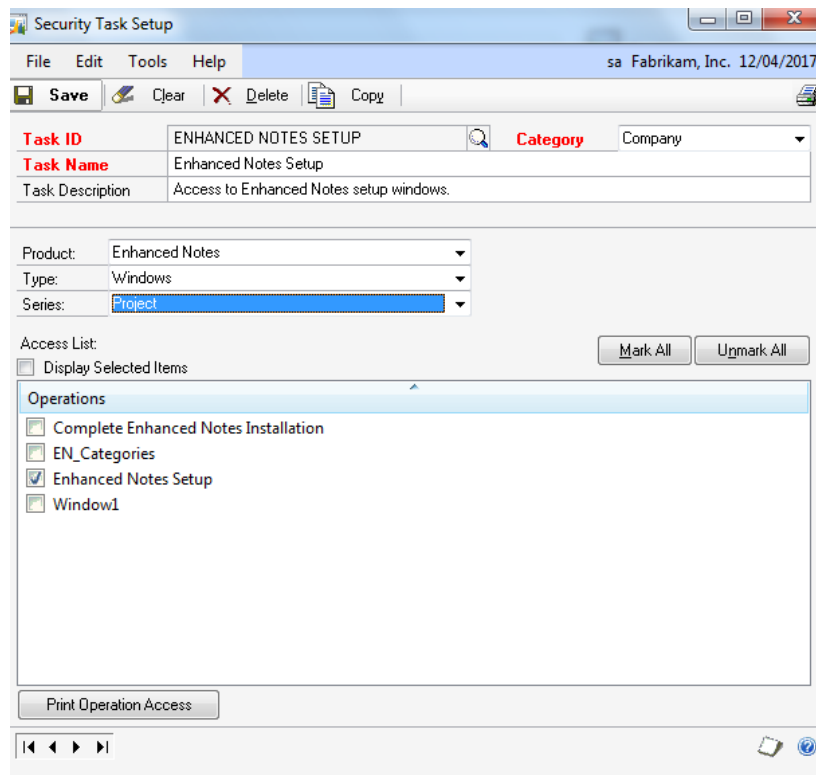 Security Task Setup
File Edit Tools Help sa Fabrikam, Inc. 12/04/2017
Save Clear Delete Copy
Task ID ENHANCED NOTES SETUP Category Company
Task Name Enhanced Notes Setup
Task Description Access to Enhanced Notes setup windows.
Product: Enhanced Notes
Type: Windows
Series: Project
Access List:
Mark All Unmark All
Display Selected Items
Operations
Complete Enhanced Notes Installation
EN_Categories
Enhanced Notes Setup
Window1
Print Operation Access